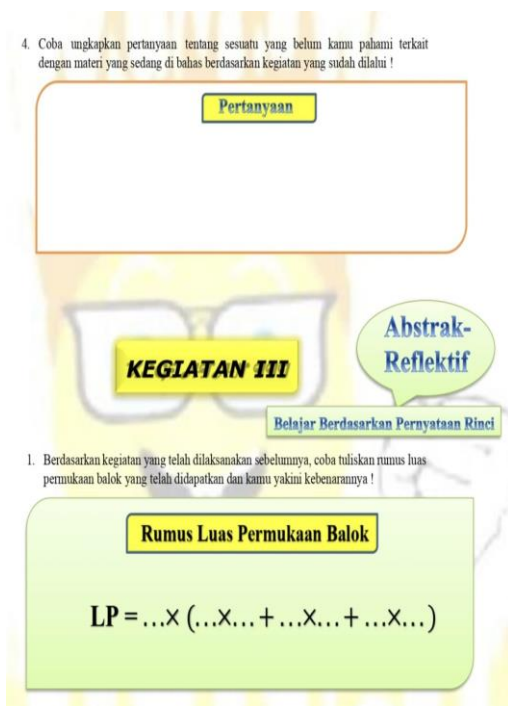 4. Coba ungkapkan pertanyaan tentang sesuatu yang belum kamu pahami terkait
dengan materi yang sedang di bahas berdasarkan kegiatan yang sudah dilalui !
Pertanyaan
KEGIATAN III
Abstrak-
Reflektif
Belajar Berdasarkan Pernyataan Rinci
1. Berdasarkan kegiatan yang telah dilaksanakan sebelumnya, coba tuliskan rumus luas
permukaan balok yang telah didapatkan dan kamu yakini kebenarannya !
Rumus Luas Permukaan Balok
LP = ...× (...×...+ ...×...+ ...×...)